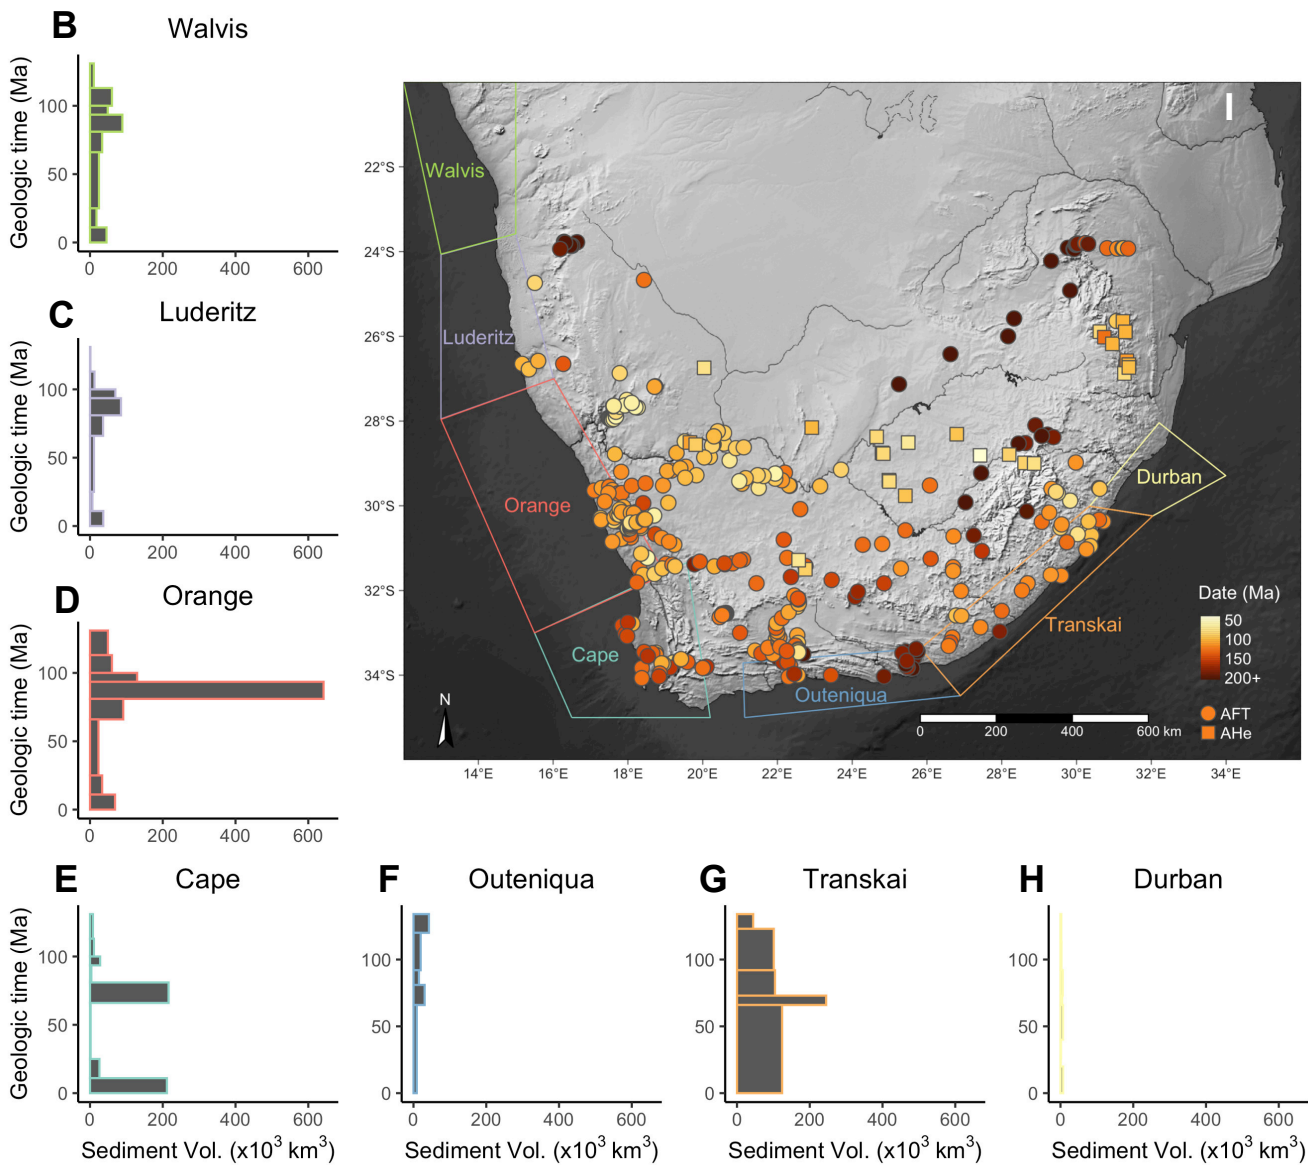 B Walvis
Geologic time (Ma)
100
50
0
0 200 400 600
C Luderitz
Geologic time (Ma)
100
50
0
0 200 400 600
D Orange
Geologic time (Ma)
100
50
0
0 200 400 600
I
22°S
24°S
26°S
28°S
30°S
32°S
34°S
Walvis
Luderitz
Orange
Cape
Outeniqua
Transkai
Durban
Date (Ma)
50
100
150
200+
AFT
AHe
N
0 200 400 600 km
14°E 16°E 18°E 20°E 22°E 24°E 26°E 28°E 30°E 32°E 34°E
E Cape
Geologic time (Ma)
100
50
0
0 200 400 600
Sediment Vol. (x10³ km³)
F Outeniqua
100
50
0
0 200 400 600
Sediment Vol. (x10³ km³)
G Transkai
100
50
0
0 200 400 600
Sediment Vol. (x10³ km³)
H Durban
100
50
0
0 200 400 600
Sediment Vol. (x10³ km³)